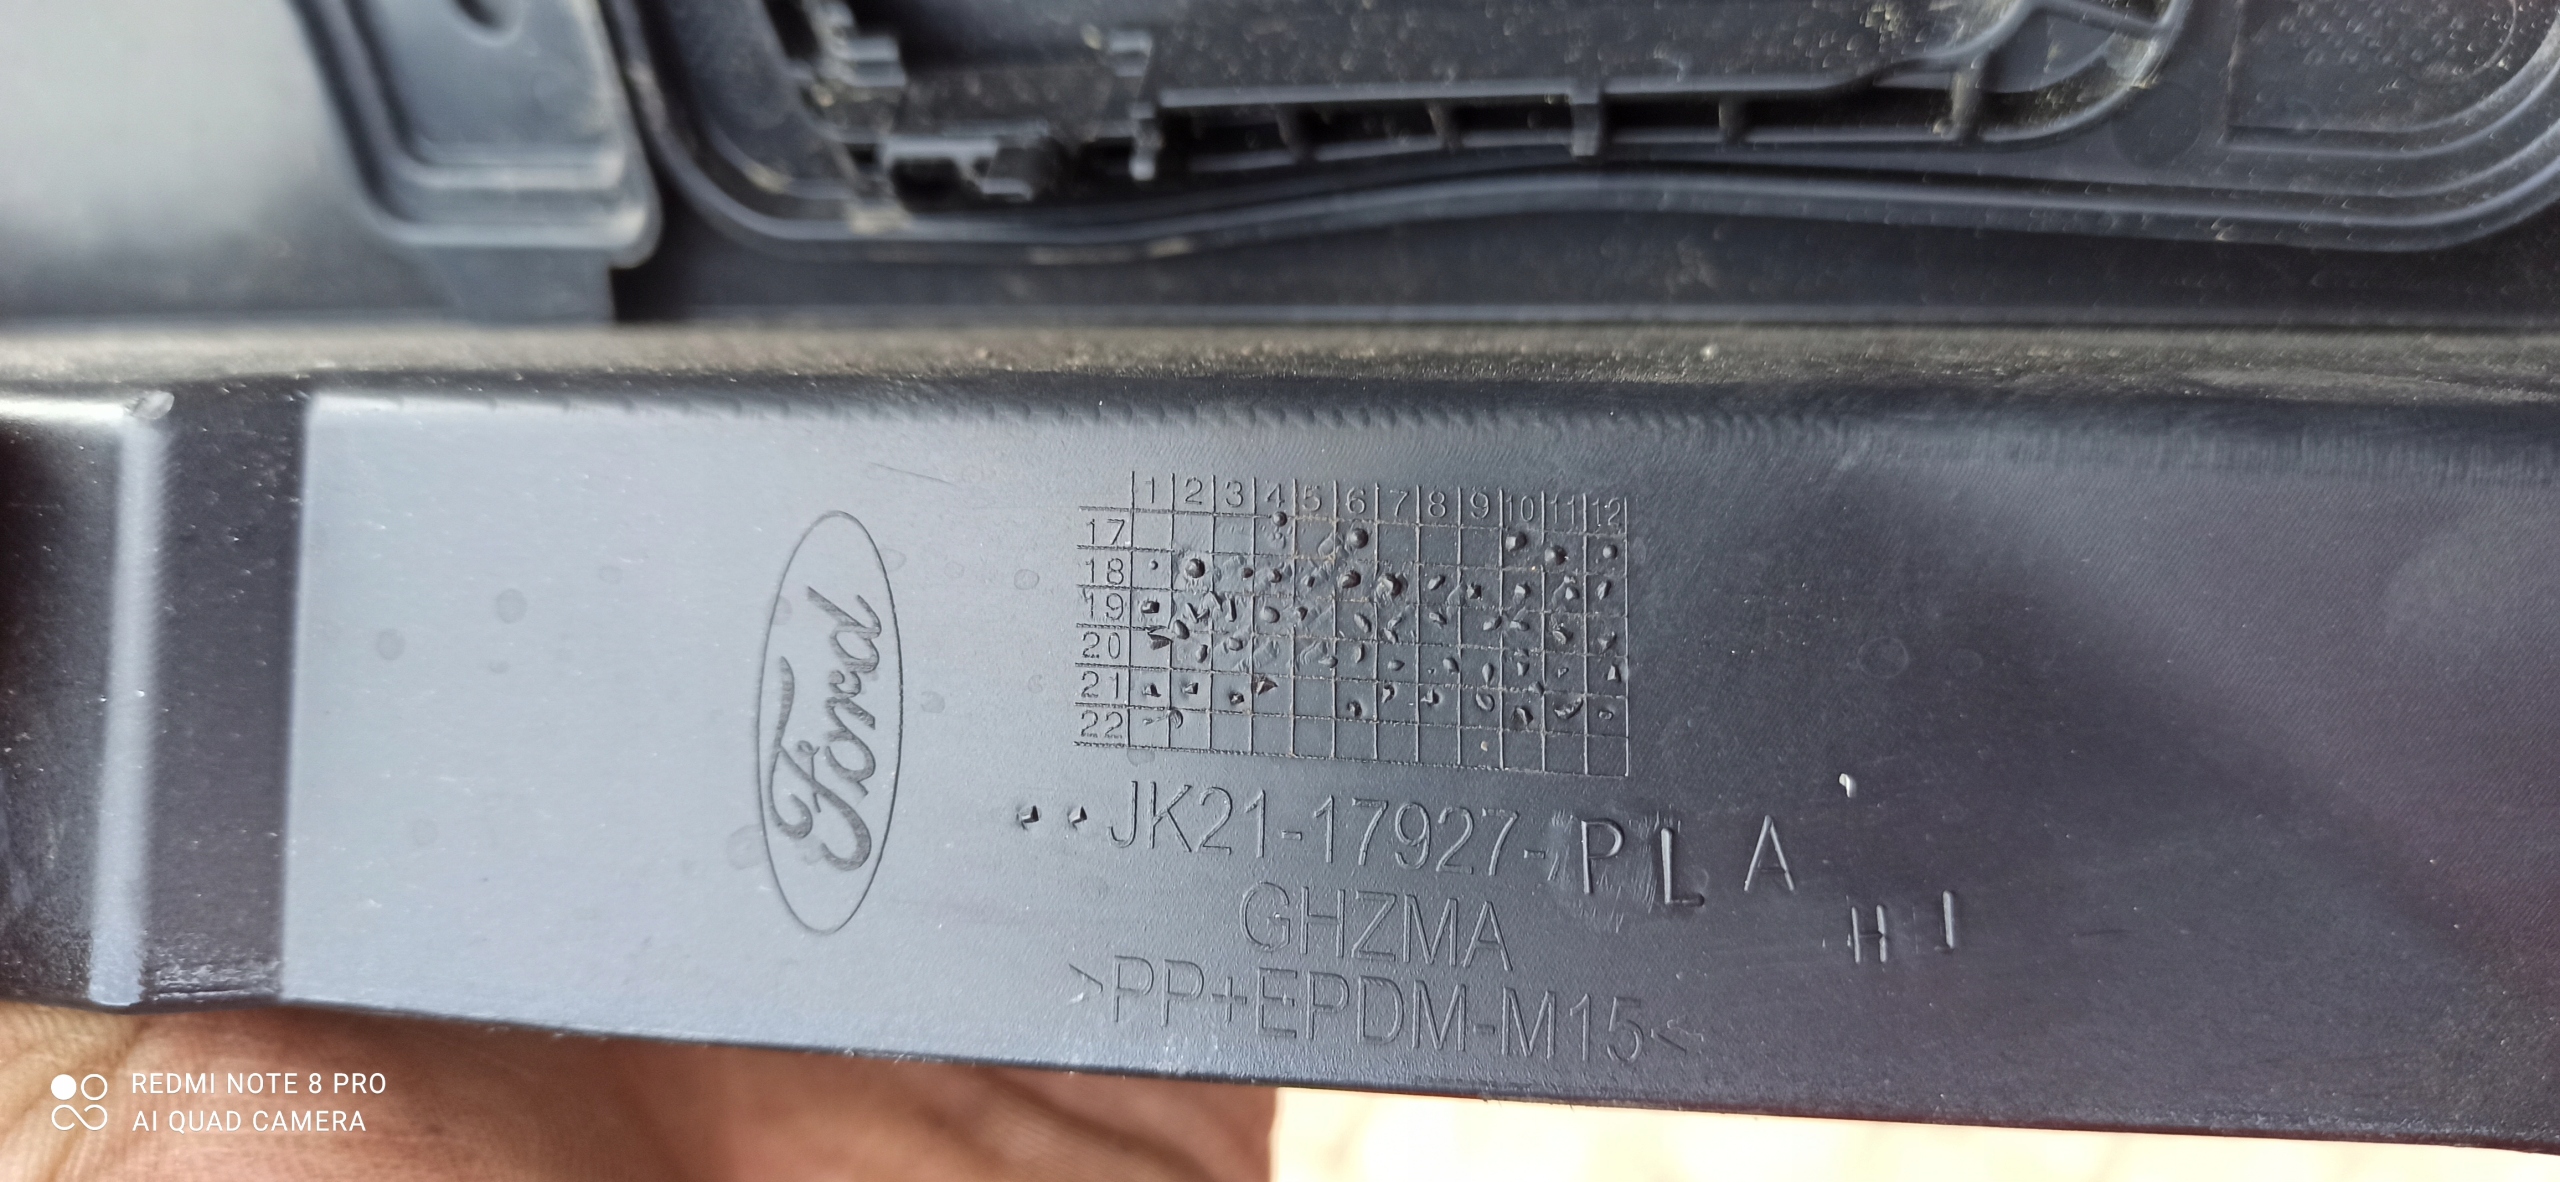 Ford
1 2 3 4 5 6 7 8 9 10 11 12
17
18
19
20
21
22
JK21-17927-PLA
H I
GHZMA
>PP+EPDM-M15<
REDMI NOTE 8 PRO
AI QUAD CAMERA